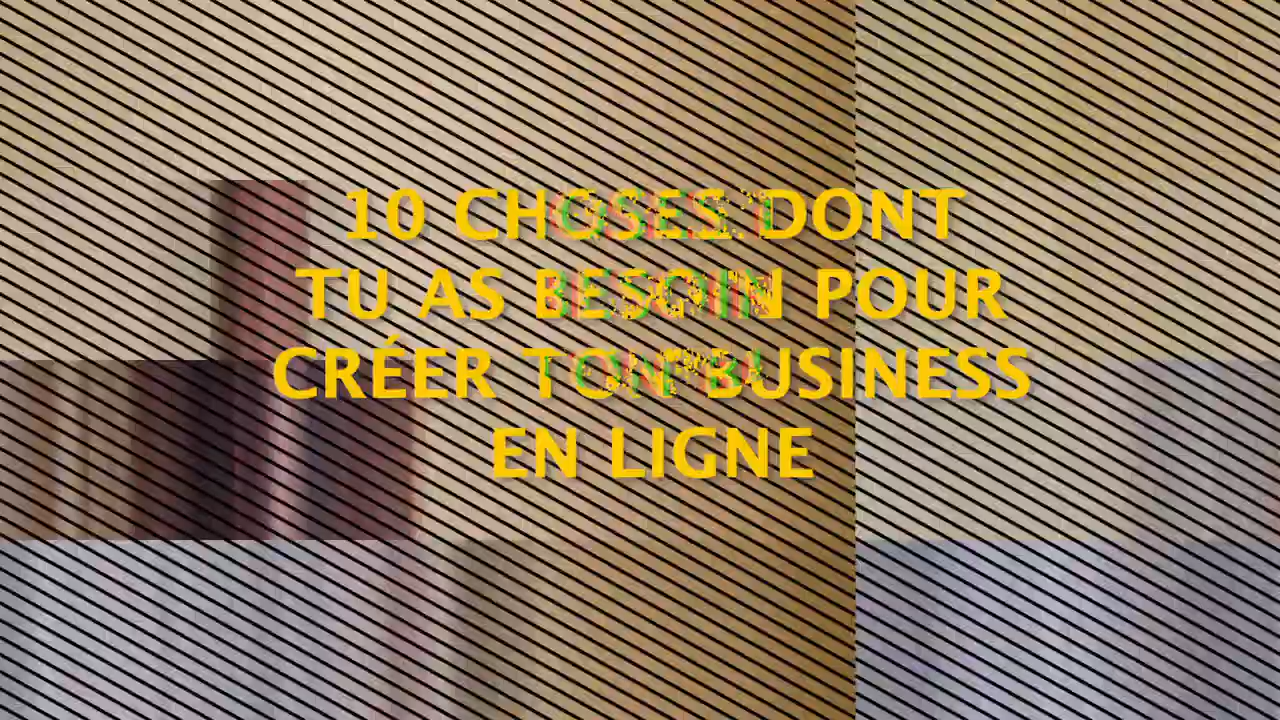 10 CHOSES DONT
TU AS BESOIN POUR
CRÉER TON BUSINESS
EN LIGNE